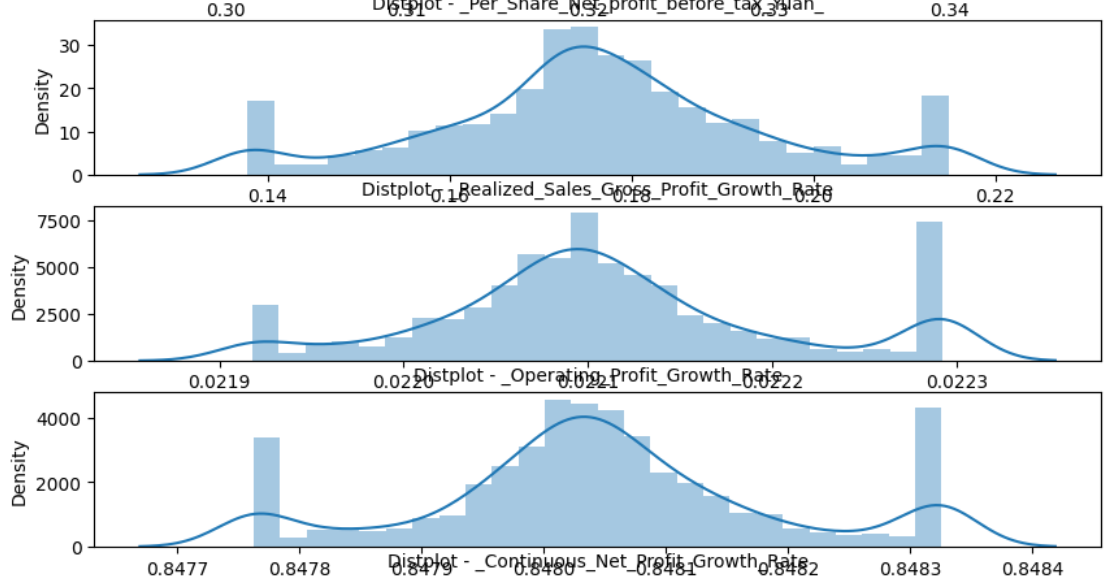 Distplot - _Per_Share_Net_profit_before_tax_Yuan_
0.30 0.31 0.32 0.33 0.34
Density
30
20
10
0
Distplot - _Realized_Sales_Gross_Profit_Growth_Rate
0.14 0.16 0.18 0.20 0.22
Density
7500
5000
2500
0
Distplot - _Operating_Profit_Growth_Rate
0.0219 0.0220 0.0221 0.0222 0.0223
Density
4000
2000
0
Distplot - _Continuous_Net_Profit_Growth_Rate
0.8477 0.8478 0.8479 0.8480 0.8481 0.8482 0.8483 0.8484